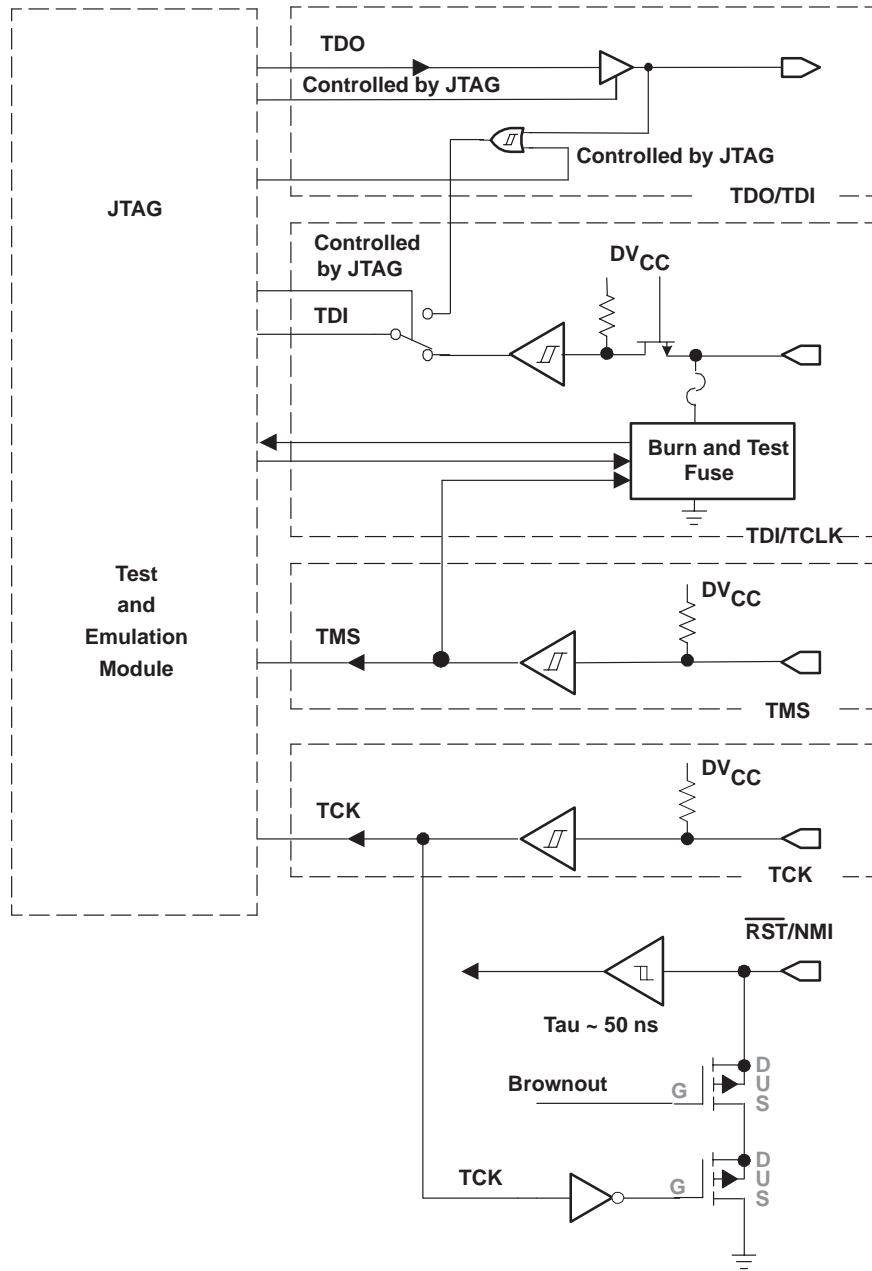 TDO
Controlled by JTAG
Controlled by JTAG
TDO/TDI
JTAG
Controlled
by JTAG
TDI
DVCC
Burn and Test
Fuse
TDI/TCLK
Test
and
Emulation
Module
TMS
DVCC
TMS
TCK
DVCC
TCK
RST/NMI
Tau ~ 50 ns
Brownout
G
D
U
S
TCK
G
D
U
S